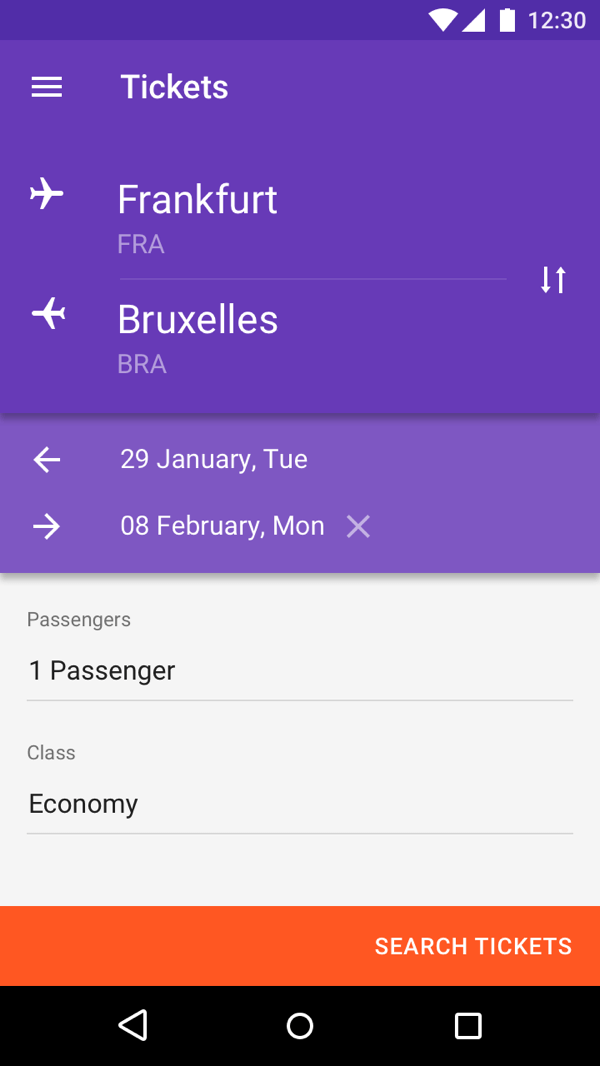 12:30
Tickets
Frankfurt
FRA
Bruxelles
BRA
29 January, Tue
08 February, Mon
Passengers
1 Passenger
Class
Economy
SEARCH TICKETS